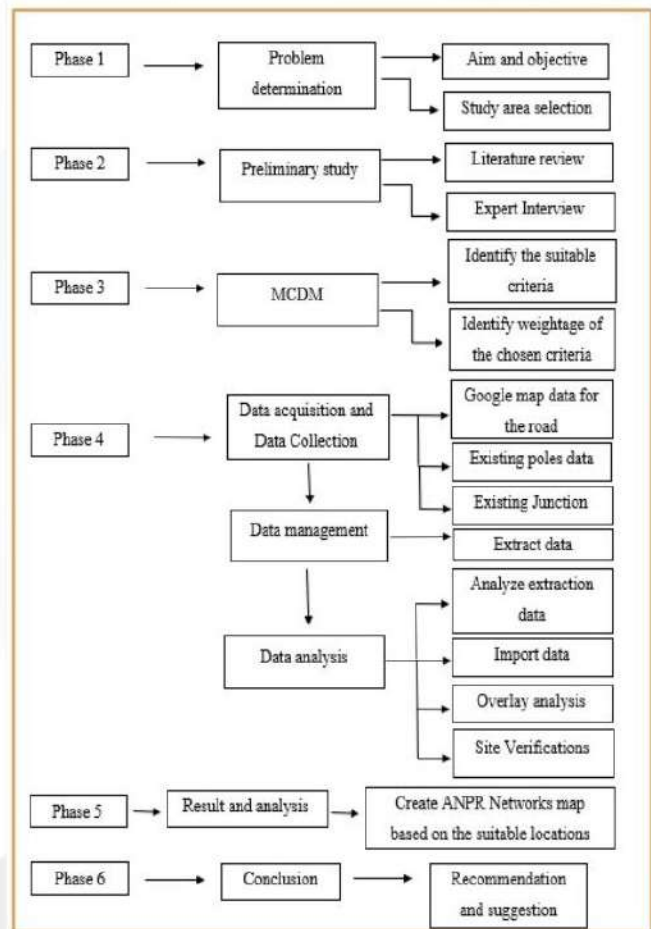 Phase 1
Problem
determination
Aim and objective
Study area selection
Phase 2
Preliminary study
Literature review
Expert Interview
Phase 3
MCDM
Identify the suitable
criteria
Identify weightage of
the chosen criteria
Phase 4
Data acquisition and
Data Collection
Google map data for
the road
Existing poles data
Existing Junction
Data management
Extract data
Data analysis
Analyze extraction
data
Import data
Overlay analysis
Site Verifications
Phase 5
Result and analysis
Create ANPR Networks map
based on the suitable locations
Phase 6
Conclusion
Recommendation
and suggestion